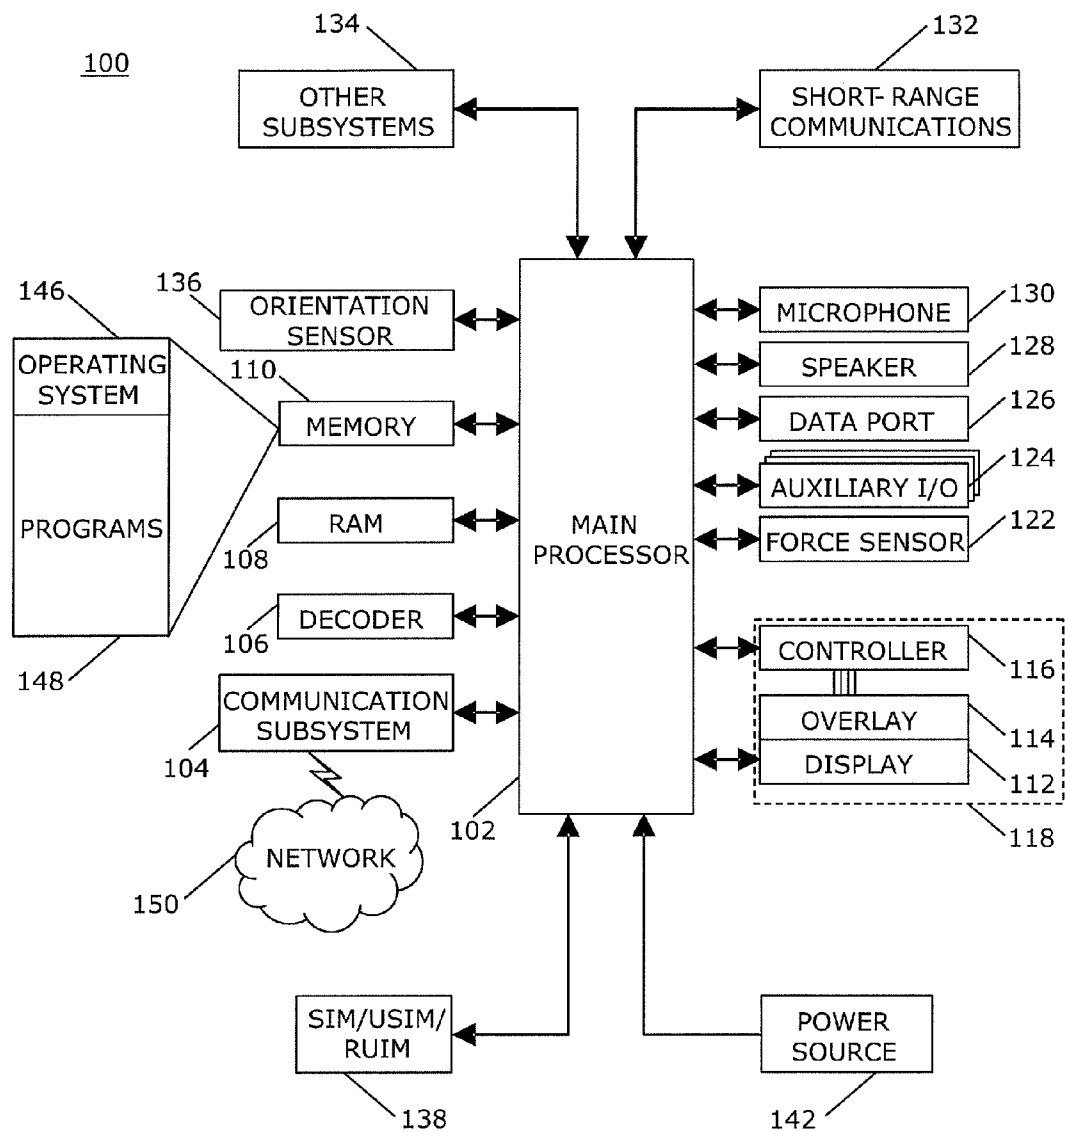 134
132
100
OTHER
SUBSYSTEMS
SHORT-RANGE
COMMUNICATIONS
146
136
ORIENTATION
SENSOR
MICROPHONE
130
OPERATING
SYSTEM
110
SPEAKER
128
MEMORY
DATA PORT
126
PROGRAMS
AUXILIARY I/O
124
RAM
108
MAIN
PROCESSOR
FORCE SENSOR
122
DECODER
106
CONTROLLER
116
148
COMMUNICATION
SUBSYSTEM
104
OVERLAY
114
DISPLAY
112
102
118
NETWORK
150
SIM/USIM/
RUIM
POWER
SOURCE
138
142